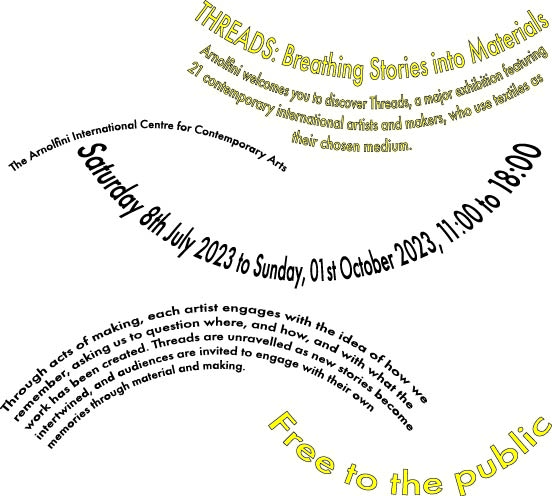 THREADS: Breathing Stories into Materials
Arnolfini welcomes you to discover Threads, a major exhibition featuring
21 contemporary international artists and makers, who use textiles as
their chosen medium.
The Arnolfini International Centre for Contemporary Arts
Saturday 8th July 2023 to Sunday, 01st October 2023, 11:00 to 18:00
Through acts of making, each artist engages with the idea of how we
remember, asking us to question where, and how, and with what the
work has been created. Threads are unravelled as new stories become
intertwined, and audiences are invited to engage with their own
memories through material and making.
Free to the public